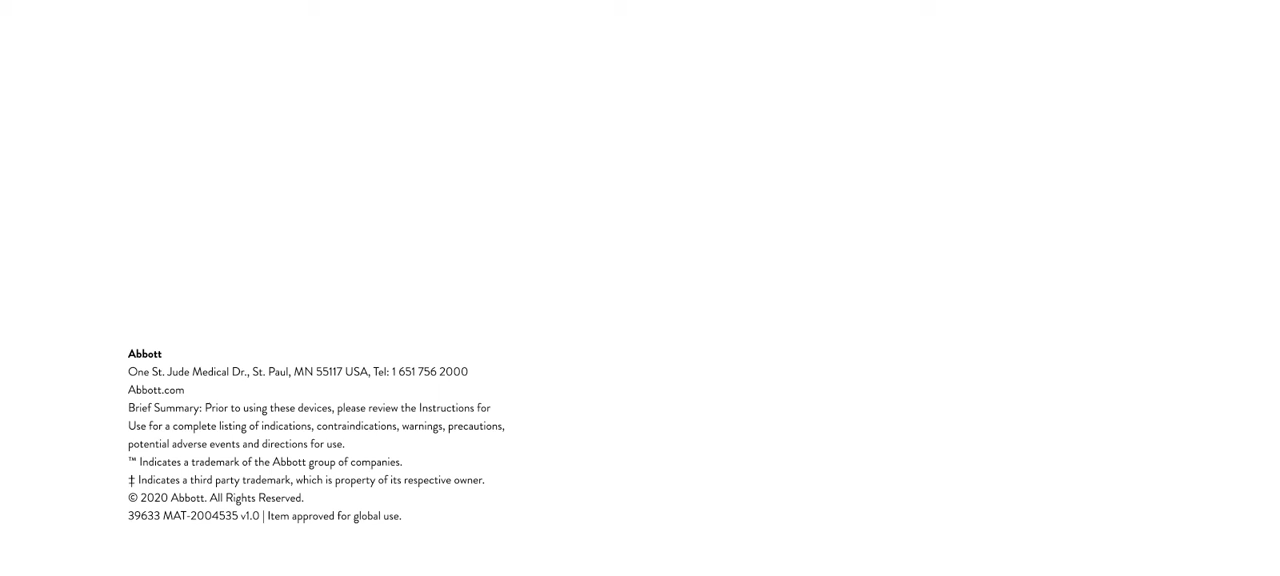 Abbott
One St. Jude Medical Dr., St. Paul, MN 55117 USA, Tel: 1 651 756 2000
Abbott.com
Brief Summary: Prior to using these devices, please review the Instructions for
Use for a complete listing of indications, contraindications, warnings, precautions,
potential adverse events and directions for use.
™ Indicates a trademark of the Abbott group of companies.
‡ Indicates a third party trademark, which is property of its respective owner.
© 2020 Abbott. All Rights Reserved.
39633 MAT-2004535 v1.0 | Item approved for global use.